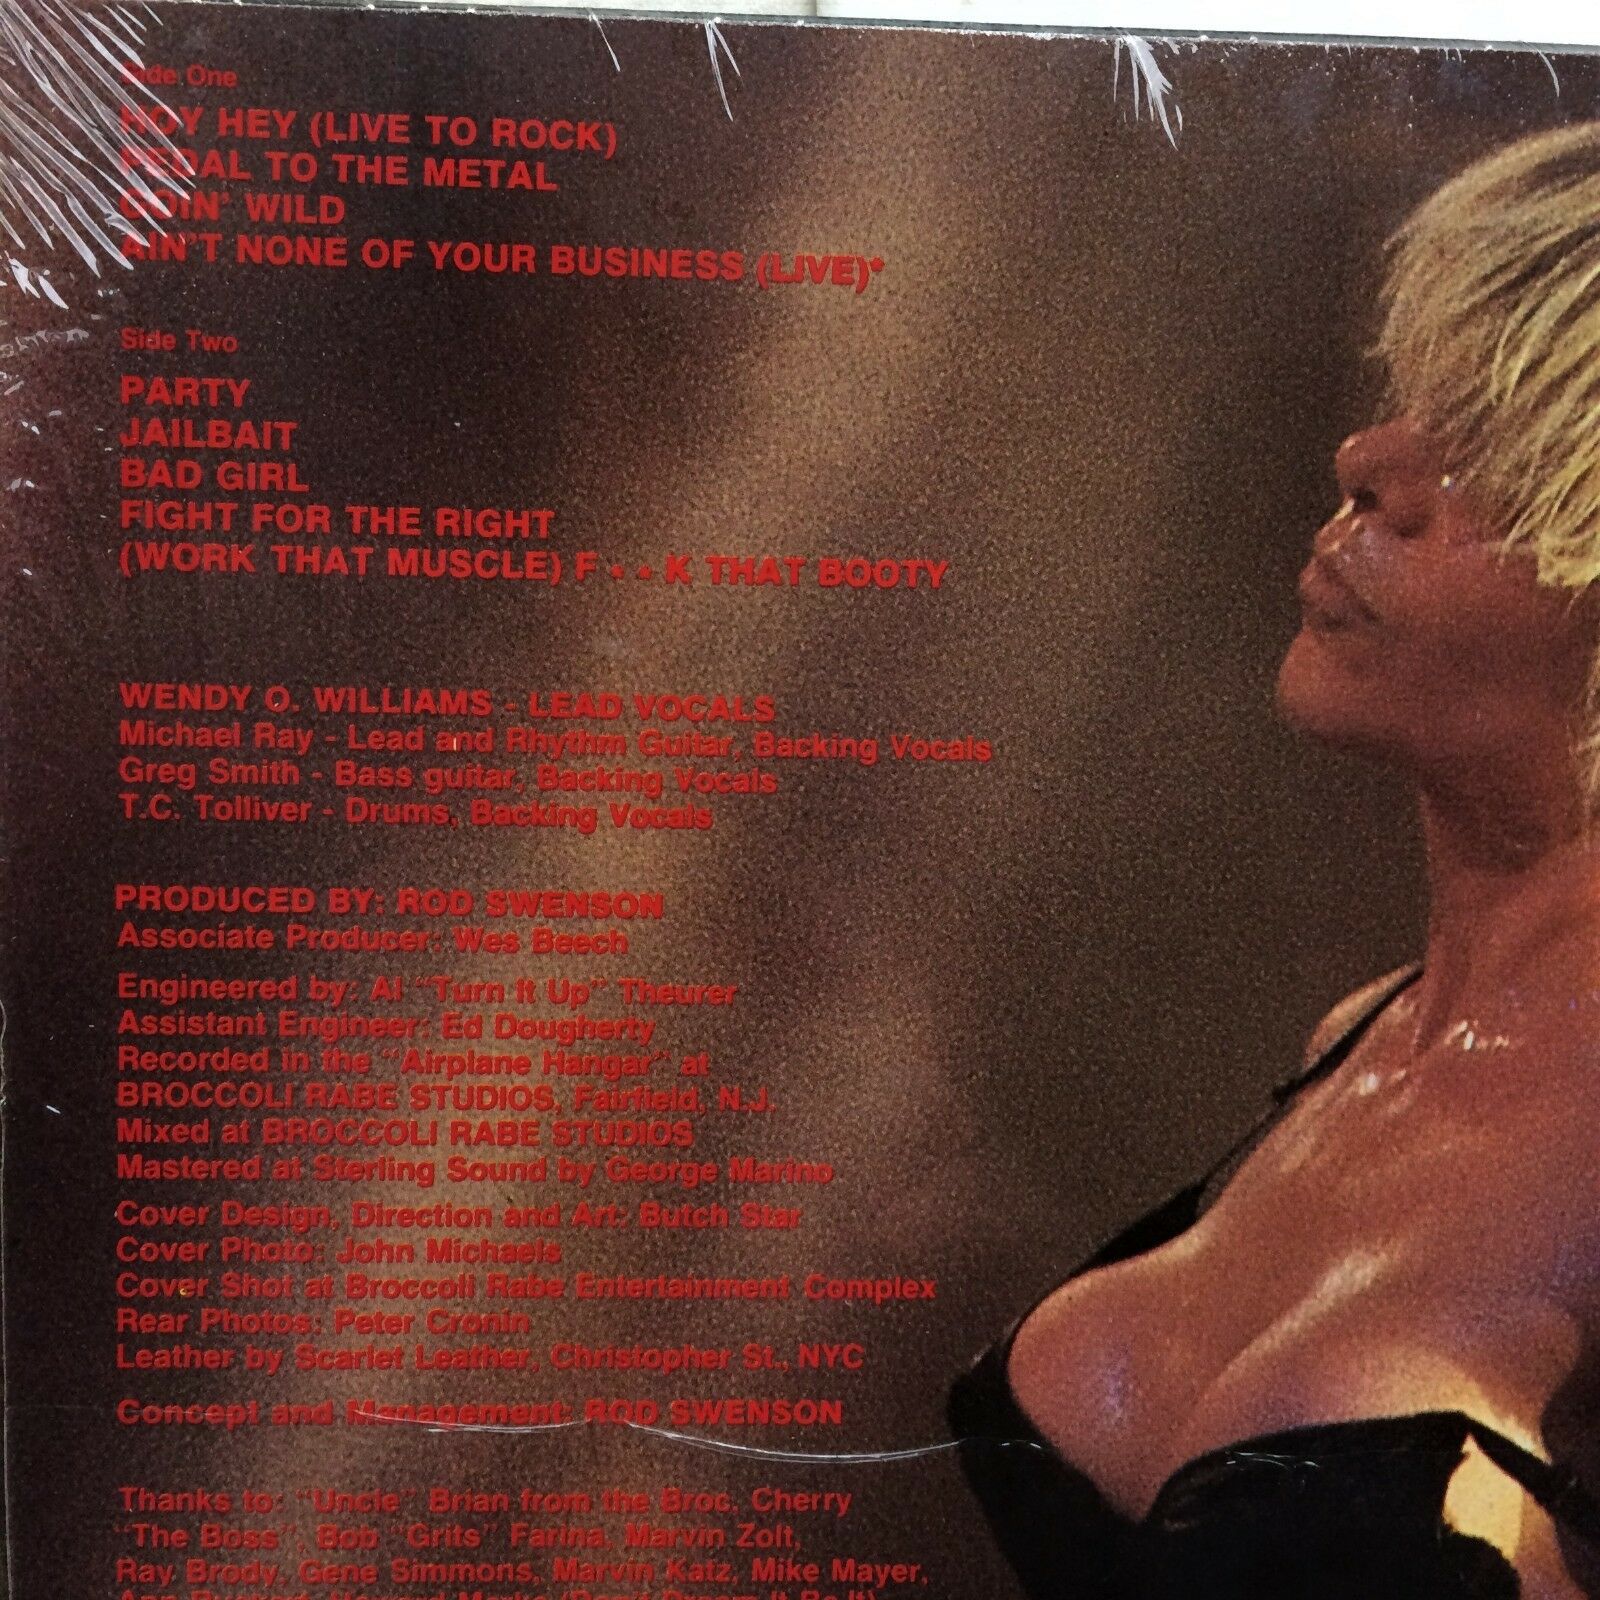 Side One
HOY HEY (LIVE TO ROCK)
PEDAL TO THE METAL
GOIN' WILD
AIN'T NONE OF YOUR BUSINESS (LIVE)*
Side Two
PARTY
JAILBAIT
BAD GIRL
FIGHT FOR THE RIGHT
(WORK THAT MUSCLE) F * * K THAT BOOTY
WENDY O. WILLIAMS - LEAD VOCALS
Michael Ray - Lead and Rhythm Guitar, Backing Vocals
Greg Smith - Bass guitar, Backing Vocals
T.C. Tolliver - Drums, Backing Vocals
PRODUCED BY: ROD SWENSON
Associate Producer: Wes Beech
Engineered by: Al "Turn It Up" Theurer
Assistant Engineer: Ed Dougherty
Recorded in the "Airplane Hangar" at
BROCCOLI RABE STUDIOS, Fairfield, N.J.
Mixed at BROCCOLI RABE STUDIOS
Mastered at Sterling Sound by George Marino
Cover Design, Direction and Art: Butch Star
Cover Photo: John Michaels
Cover Shot at Broccoli Rabe Entertainment Complex
Rear Photos: Peter Cronin
Leather by Scarlet Leather, Christopher St., NYC
Concept and Management: ROD SWENSON
Thanks to: "Uncle" Brian from the Broc, Cherry
"The Boss", Bob "Grits" Farina, Marvin Zolt,
Ray Brody, Gene Simmons, Marvin Katz, Mike Mayer,